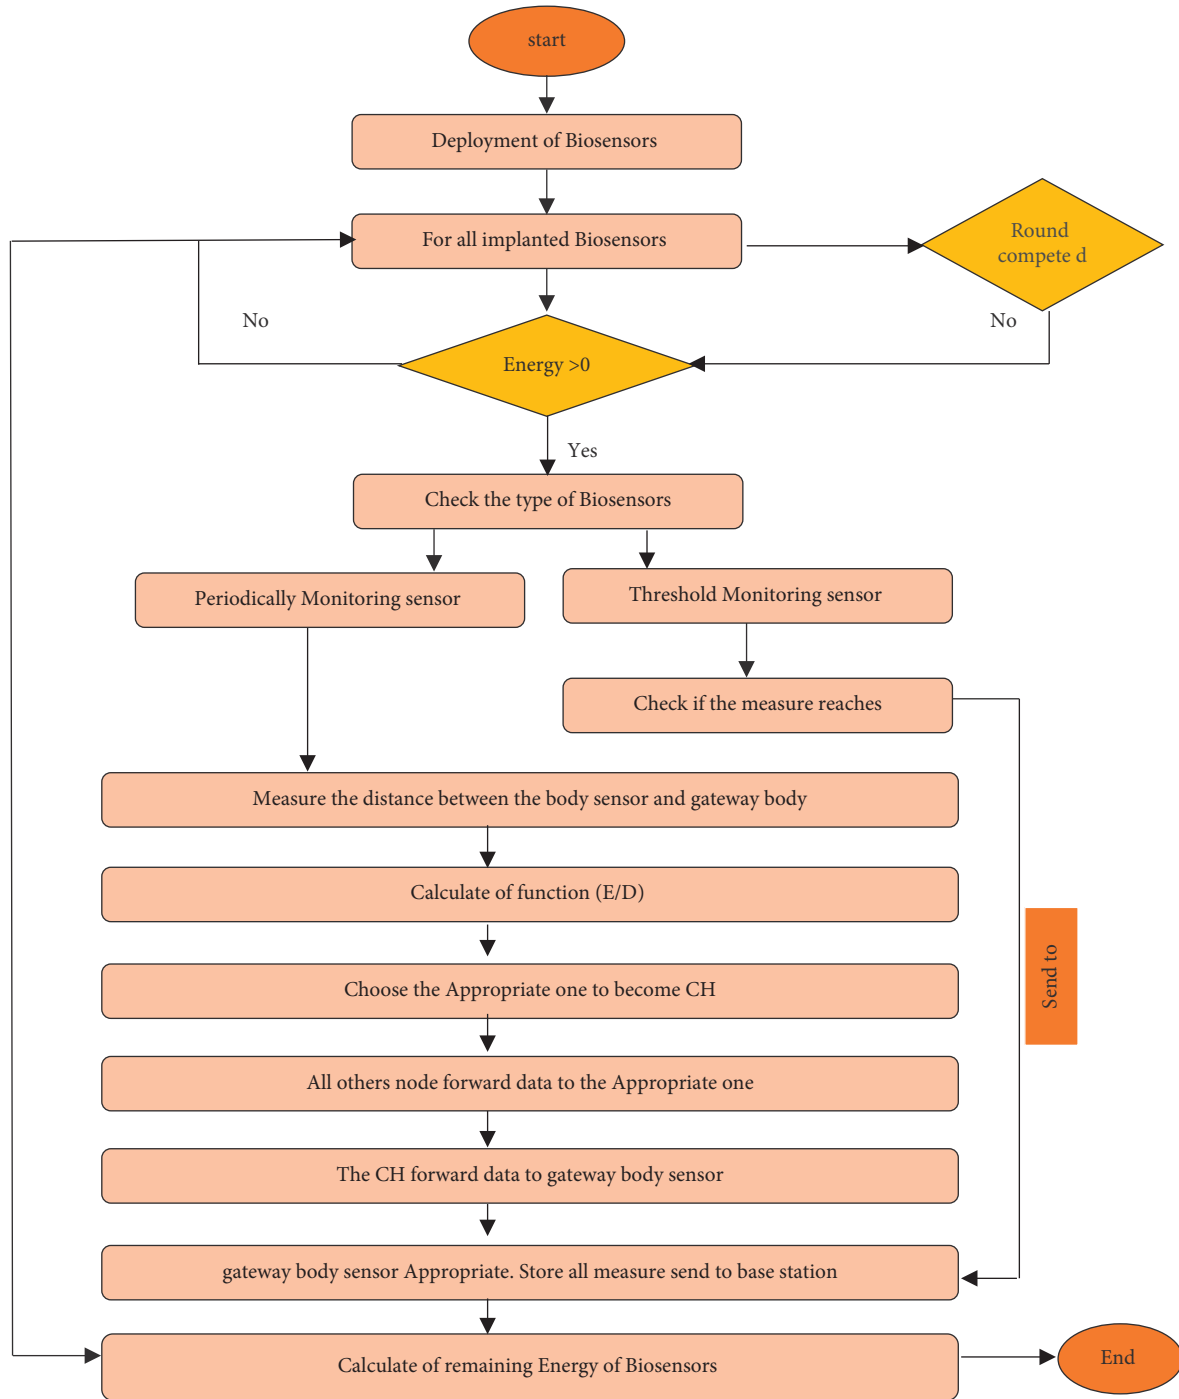 start
Deployment of Biosensors
For all implanted Biosensors
Round
compete d
No
No
Energy >0
Yes
Check the type of Biosensors
Periodically Monitoring sensor
Threshold Monitoring sensor
Check if the measure reaches
Measure the distance between the body sensor and gateway body
Calculate of function (E/D)
Send to
Choose the Appropriate one to become CH
All others node forward data to the Appropriate one
The CH forward data to gateway body sensor
gateway body sensor Appropriate. Store all measure send to base station
Calculate of remaining Energy of Biosensors
End